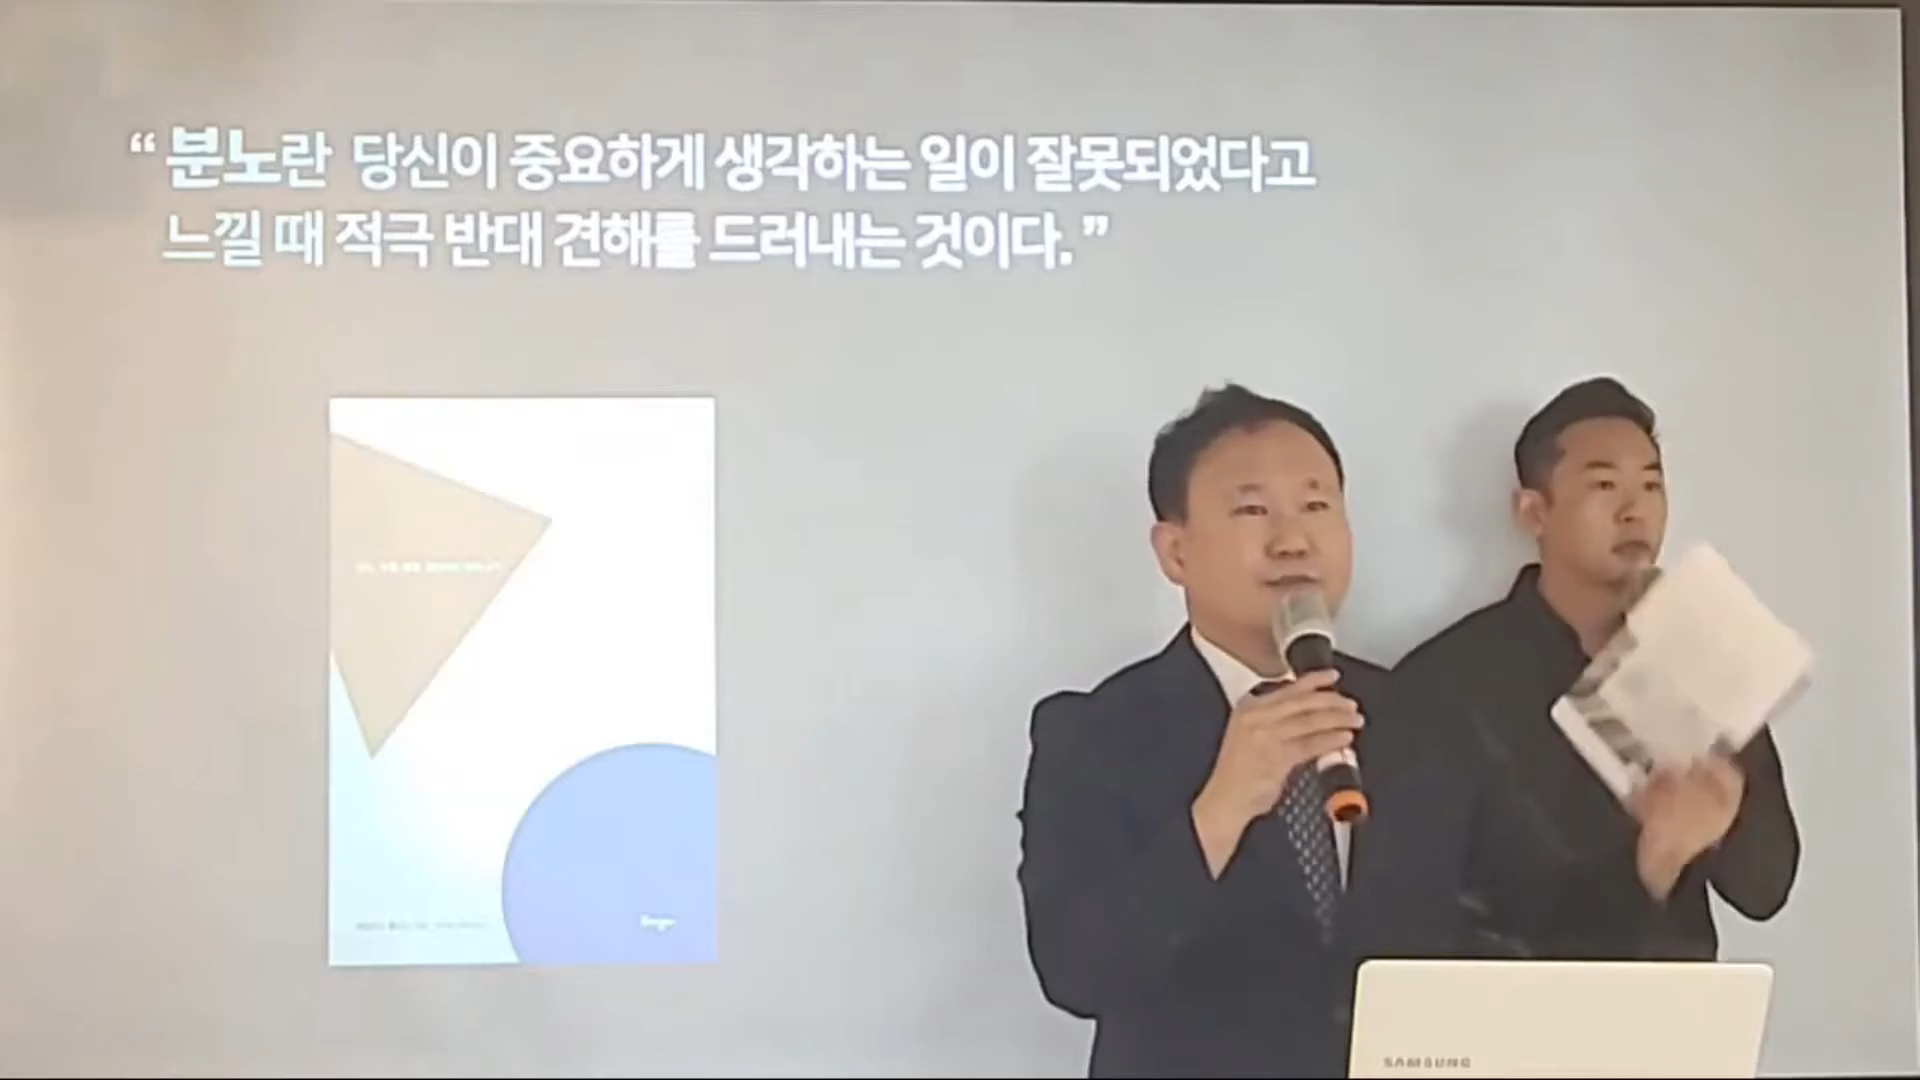 “ 분노란 당신이 중요하게 생각하는 일이 잘못되었다고
느낄 때 적극 반대 견해를 드러내는 것이다. ”
SAMSUNG